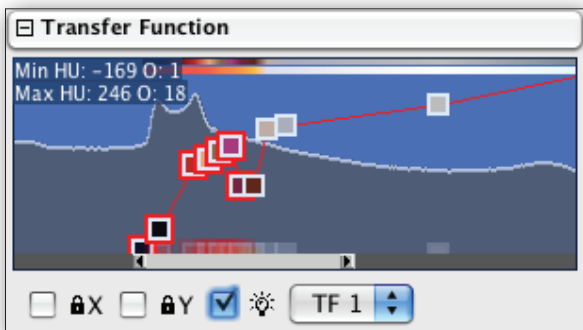 Transfer Function
Min HU: -169 O: 1
Max HU: 246 O: 18
X Y TF 1